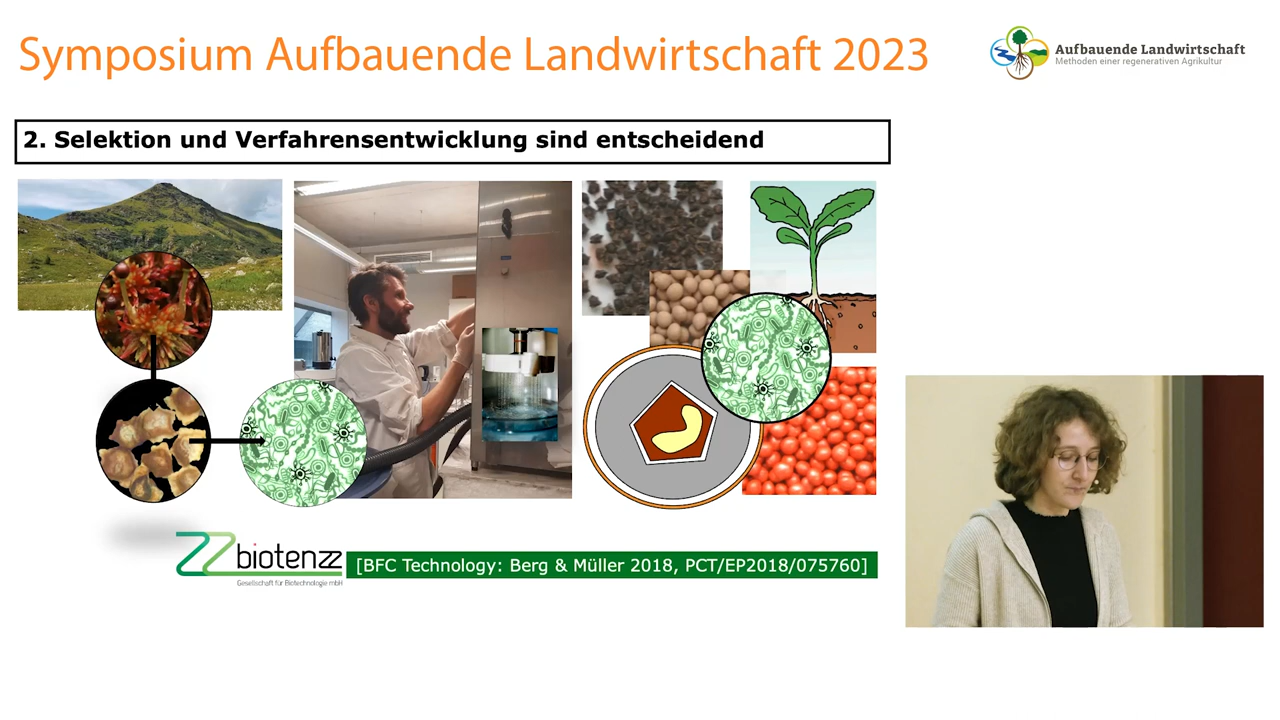 Symposium Aufbauende Landwirtschaft 2023
Aufbauende Landwirtschaft
Methoden einer regenerativen Agrikultur
2. Selektion und Verfahrensentwicklung sind entscheidend
biotenzz
Gesellschaft für Biotechnologie mbH
[BFC Technology: Berg & Müller 2018, PCT/EP2018/075760]